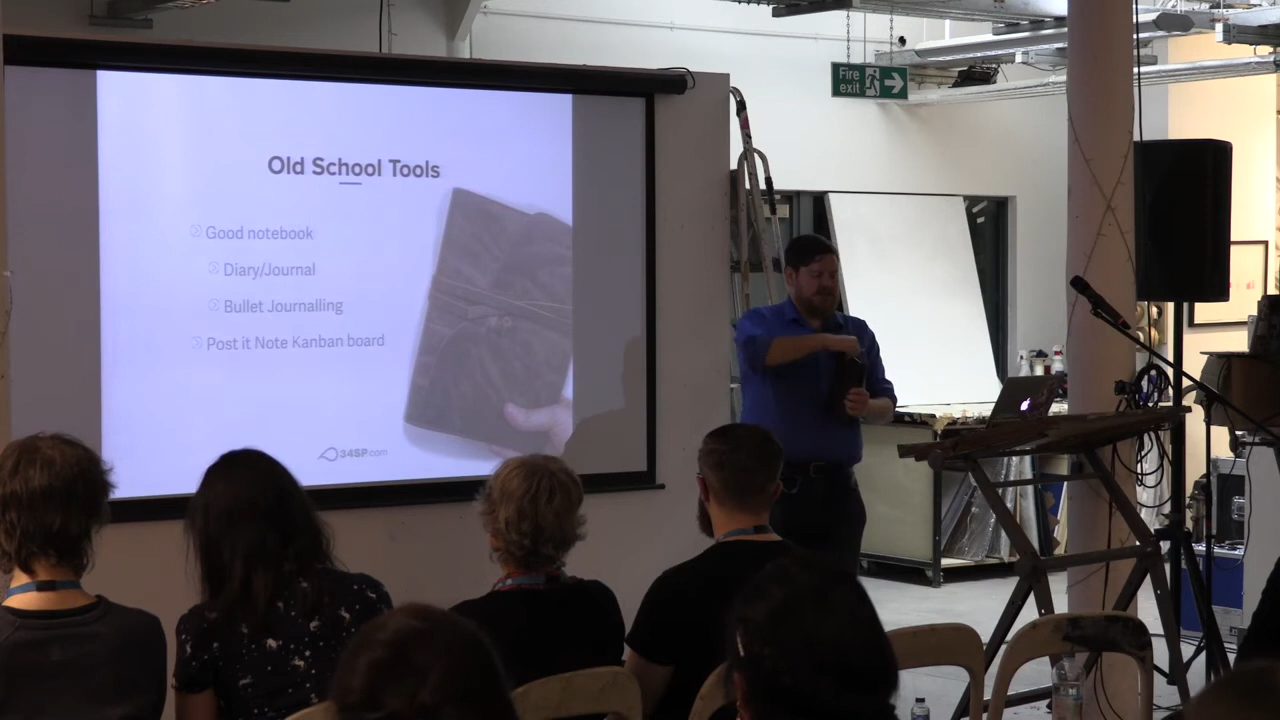 Old School Tools
Good notebook
Diary/Journal
Bullet Journalling
Post it Note Kanban board
34SP.com
Fire
exit